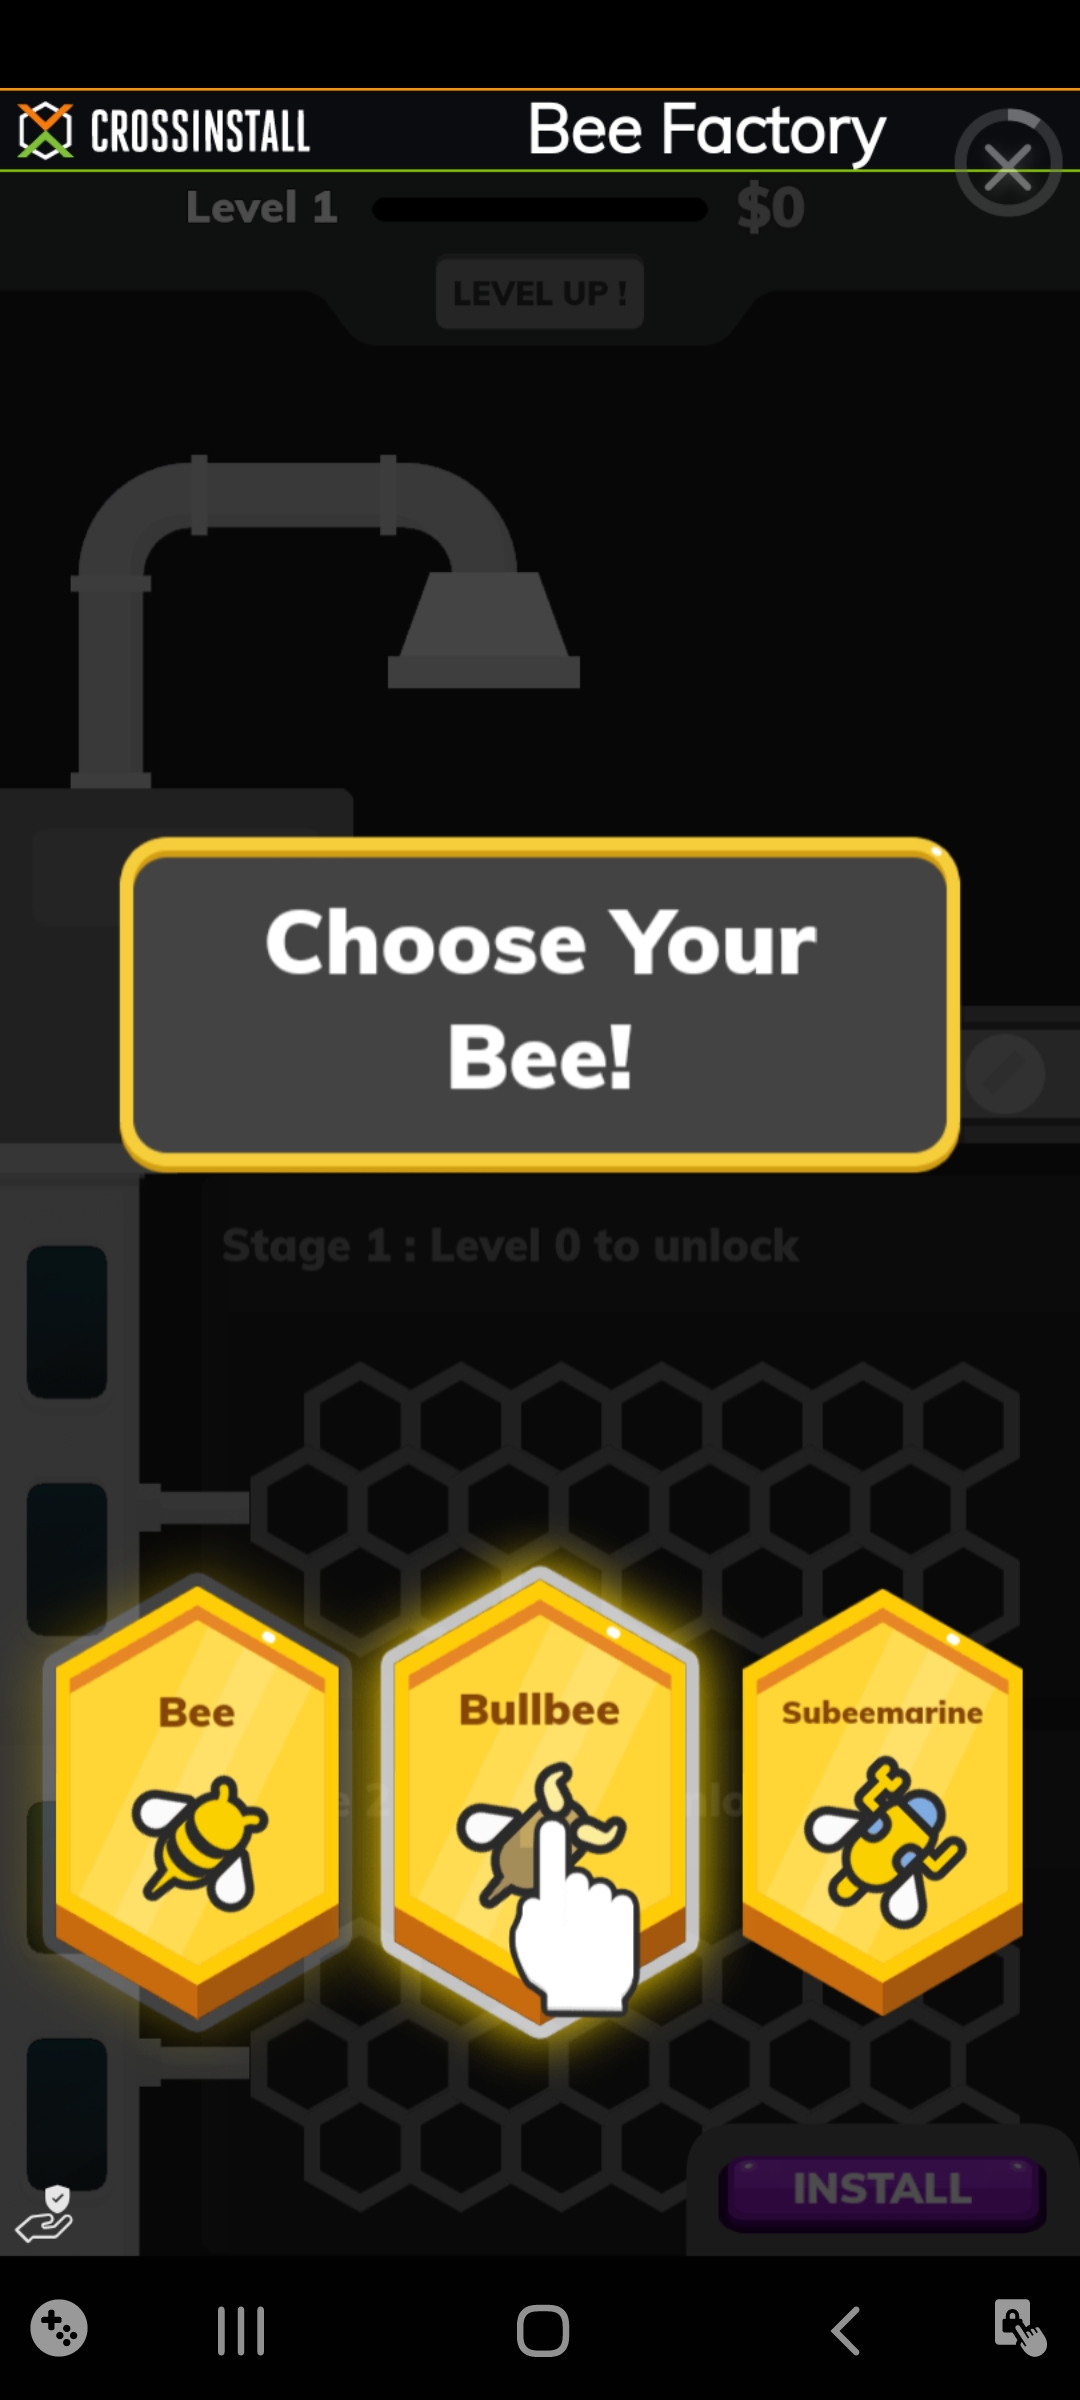 CROSSINSTALL
Bee Factory
Level 1
$0
LEVEL UP !
Choose Your
Bee!
Stage 1 : Level 0 to unlock
Bee
Bullbee
Subeemarine
INSTALL